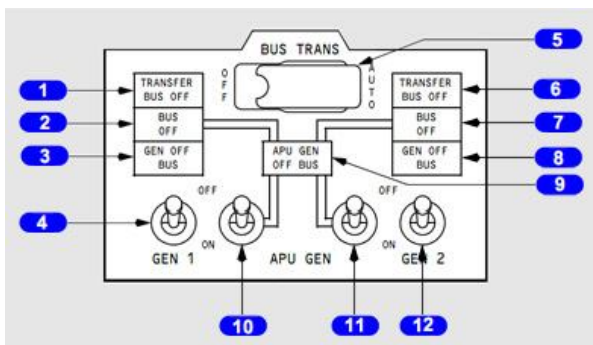 BUS TRANS
5
OFF
AUTO
1
TRANSFER
BUS OFF
TRANSFER
BUS OFF
6
2
BUS
OFF
BUS
OFF
7
3
GEN OFF
BUS
APU GEN
OFF BUS
GEN OFF
BUS
8
9
OFF
OFF
4
ON
ON
GEN 1
APU GEN
GEN 2
10
11
12